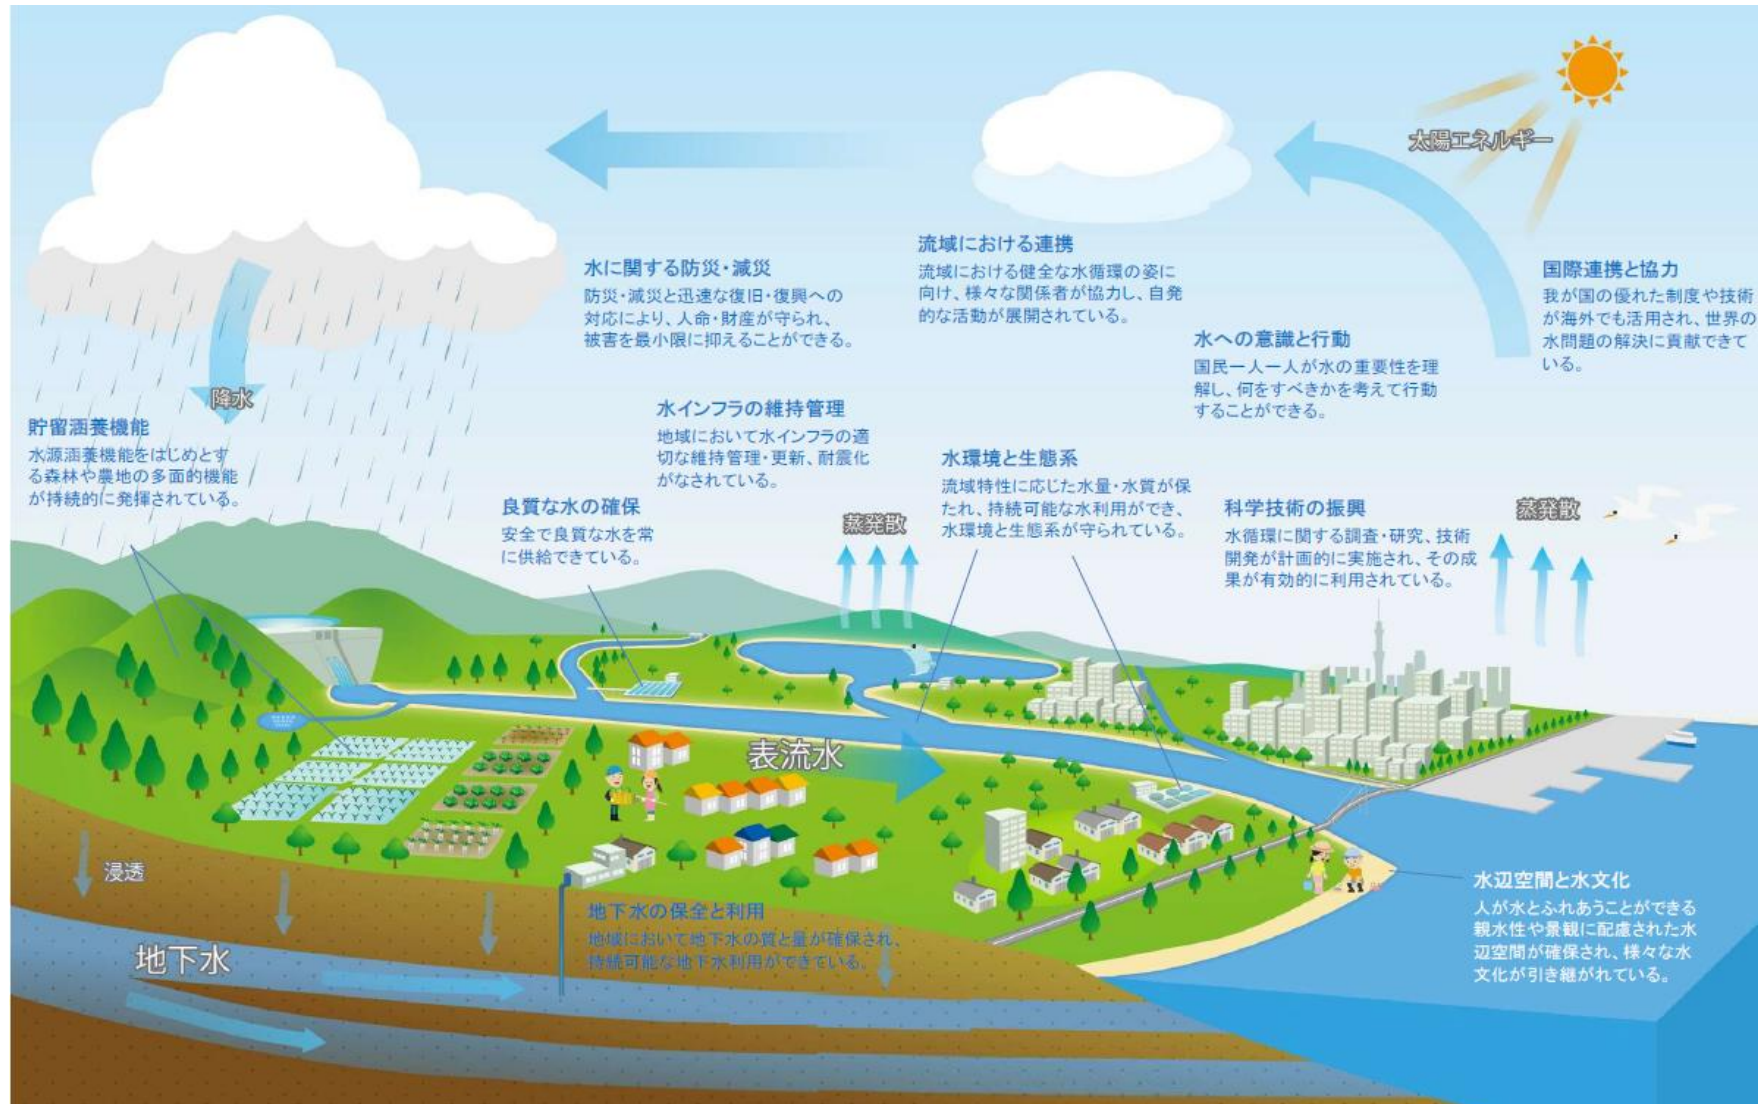 太陽エネルギー
流域における連携
流域における健全な水循環の姿に
向け、様々な関係者が協力し、自発
的な活動が展開されている。
水に関する防災・減災
防災・減災と迅速な復旧・復興への
対応により、人命・財産が守られ、
被害を最小限に抑えることができる。
国際連携と協力
我が国の優れた制度や技術
が海外でも活用され、世界の
水問題の解決に貢献できて
いる。
水への意識と行動
国民一人一人が水の重要性を理
解し、何をすべきかを考えて行動
することができる。
降水
貯留涵養機能
水源涵養機能をはじめとす
る森林や農地の多面的機能
が持続的に発揮されている。
水インフラの維持管理
地域において水インフラの適
切な維持管理・更新、耐震化
がなされている。
水環境と生態系
流域特性に応じた水量・水質が保
たれ、持続可能な水利用ができ、
水環境と生態系が守られている。
良質な水の確保
安全で良質な水を常
に供給できている。
蒸発散
科学技術の振興
水循環に関する調査・研究、技術
開発が計画的に実施され、その成
果が有効的に利用されている。
蒸発散
表流水
浸透
地下水
地下水の保全と利用
地域において地下水の質と量が確保され、
持続可能な地下水利用ができている。
水辺空間と水文化
人が水とふれあうことができる
親水性や景観に配慮された水
辺空間が確保され、様々な水
文化が引き継がれている。